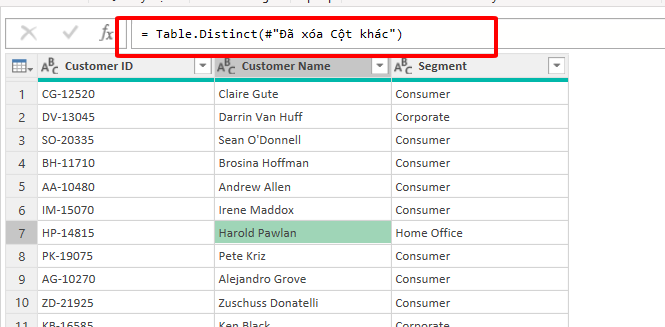 = Table.Distinct(#"Đã xóa Cột khác")
Customer ID Customer Name Segment
1 CG-12520 Claire Gute Consumer
2 DV-13045 Darrin Van Huff Corporate
3 SO-20335 Sean O'Donnell Consumer
4 BH-11710 Brosina Hoffman Consumer
5 AA-10480 Andrew Allen Consumer
6 IM-15070 Irene Maddox Consumer
7 HP-14815 Harold Pawlan Home Office
8 PK-19075 Pete Kriz Consumer
9 AG-10270 Alejandro Grove Consumer
10 ZD-21925 Zuschuss Donatelli Consumer
11 KB-16585 Ken Black Corporate